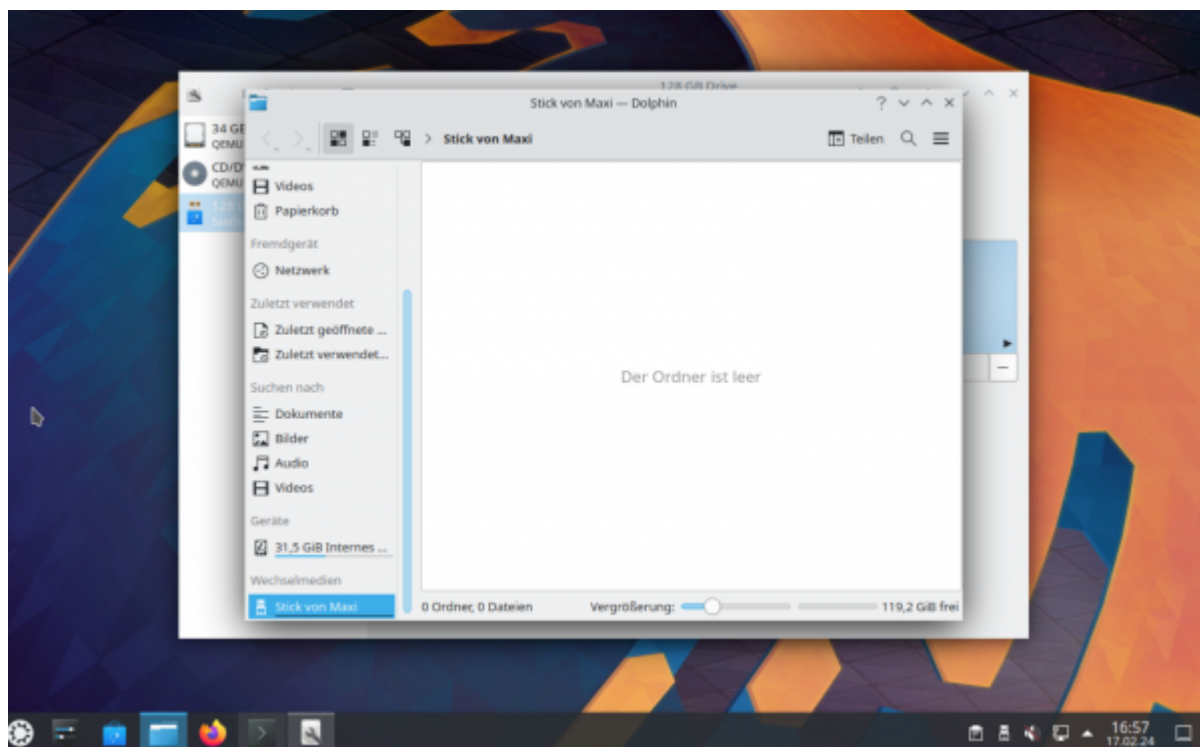 128 GB Drive
Stick von Maxi — Dolphin
Stick von Maxi
Teilen
34 GB
QEMU
CD/D
QEMU
128 G
Videos
Papierkorb
Fremdgerät
Netzwerk
Zuletzt verwendet
Zuletzt geöffnete ...
Zuletzt verwendet...
Suchen nach
Dokumente
Bilder
Audio
Videos
Geräte
31,5 GiB Internes ...
Wechselmedien
Stick von Maxi
Der Ordner ist leer
0 Ordner, 0 Dateien
Vergrößerung:
119,2 GiB frei
16:57
17.02.24